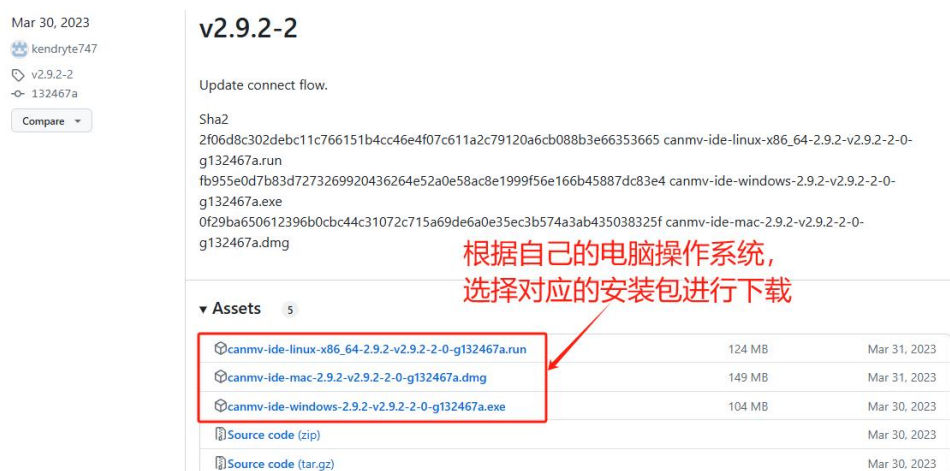 Mar 30, 2023
kendryte747
v2.9.2-2
132467a
Compare
v2.9.2-2
Update connect flow.
Sha2
2f06d8c302debc11c766151b4cc46e4f07c611a2c79120a6cb088b3e66353665 canmv-ide-linux-x86_64-2.9.2-v2.9.2-2-0-
g132467a.run
fb955e0d7b83d7273269920436264e52a0e58ac8e1999f56e166b45887dc83e4 canmv-ide-windows-2.9.2-v2.9.2-2-0-
g132467a.exe
0f29ba650612396b0cbc44c31072c715a69de6a0e35ec3b574a3ab435038325f canmv-ide-mac-2.9.2-v2.9.2-2-0-
g132467a.dmg
根据自己的电脑操作系统，
选择对应的安装包进行下载
Assets 5
canmv-ide-linux-x86_64-2.9.2-v2.9.2-2-0-g132467a.run 124 MB Mar 31, 2023
canmv-ide-mac-2.9.2-v2.9.2-2-0-g132467a.dmg 149 MB Mar 31, 2023
canmv-ide-windows-2.9.2-v2.9.2-2-0-g132467a.exe 104 MB Mar 30, 2023
Source code (zip) Mar 30, 2023
Source code (tar.gz) Mar 30, 2023